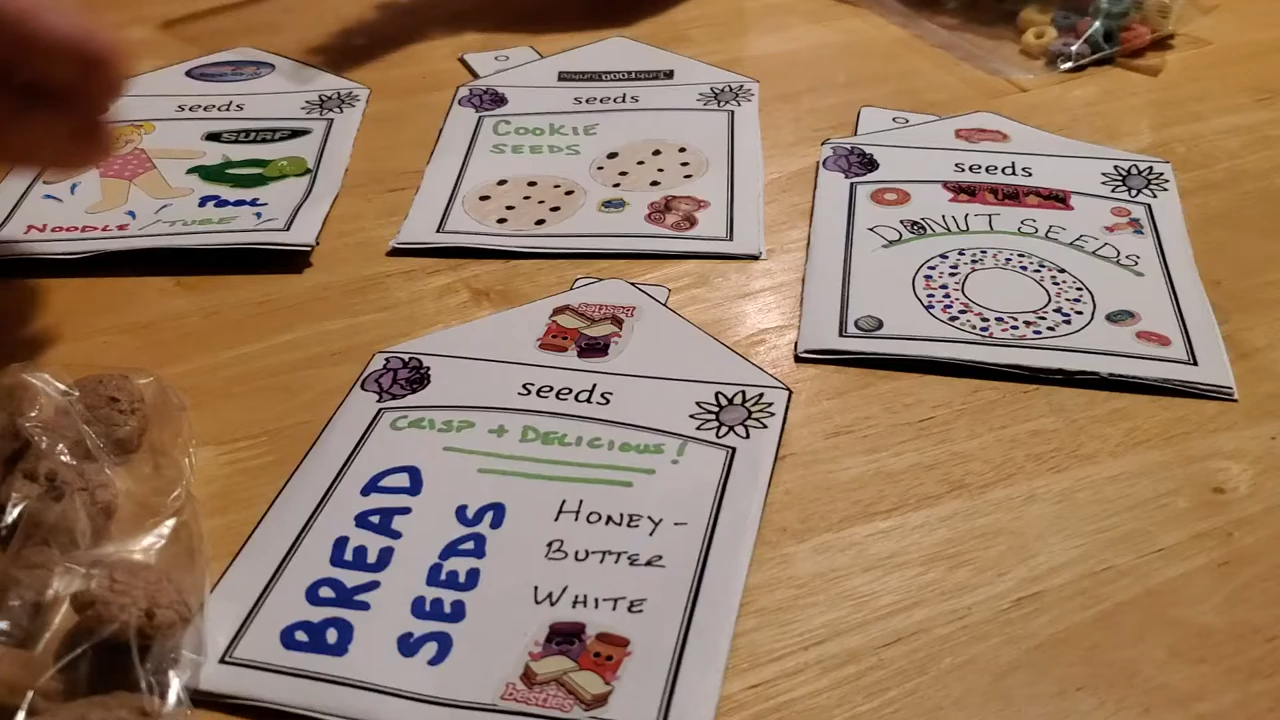 seeds
SURF
POOL
NOODLE / TUBE
JunkFOODJunkie
seeds
COOKIE
SEEDS
seeds
DONUT SEEDS
besties
seeds
CRISP + DELICIOUS!
BREAD
SEEDS
HONEY-
BUTTER
WHITE
besties